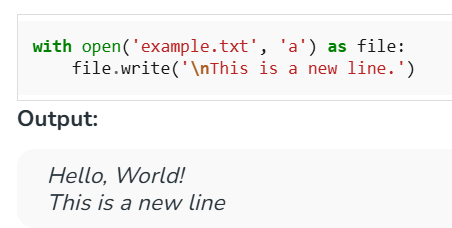 with open('example.txt', 'a') as file:
    file.write('\nThis is a new line.')
Output:
Hello, World!
This is a new line